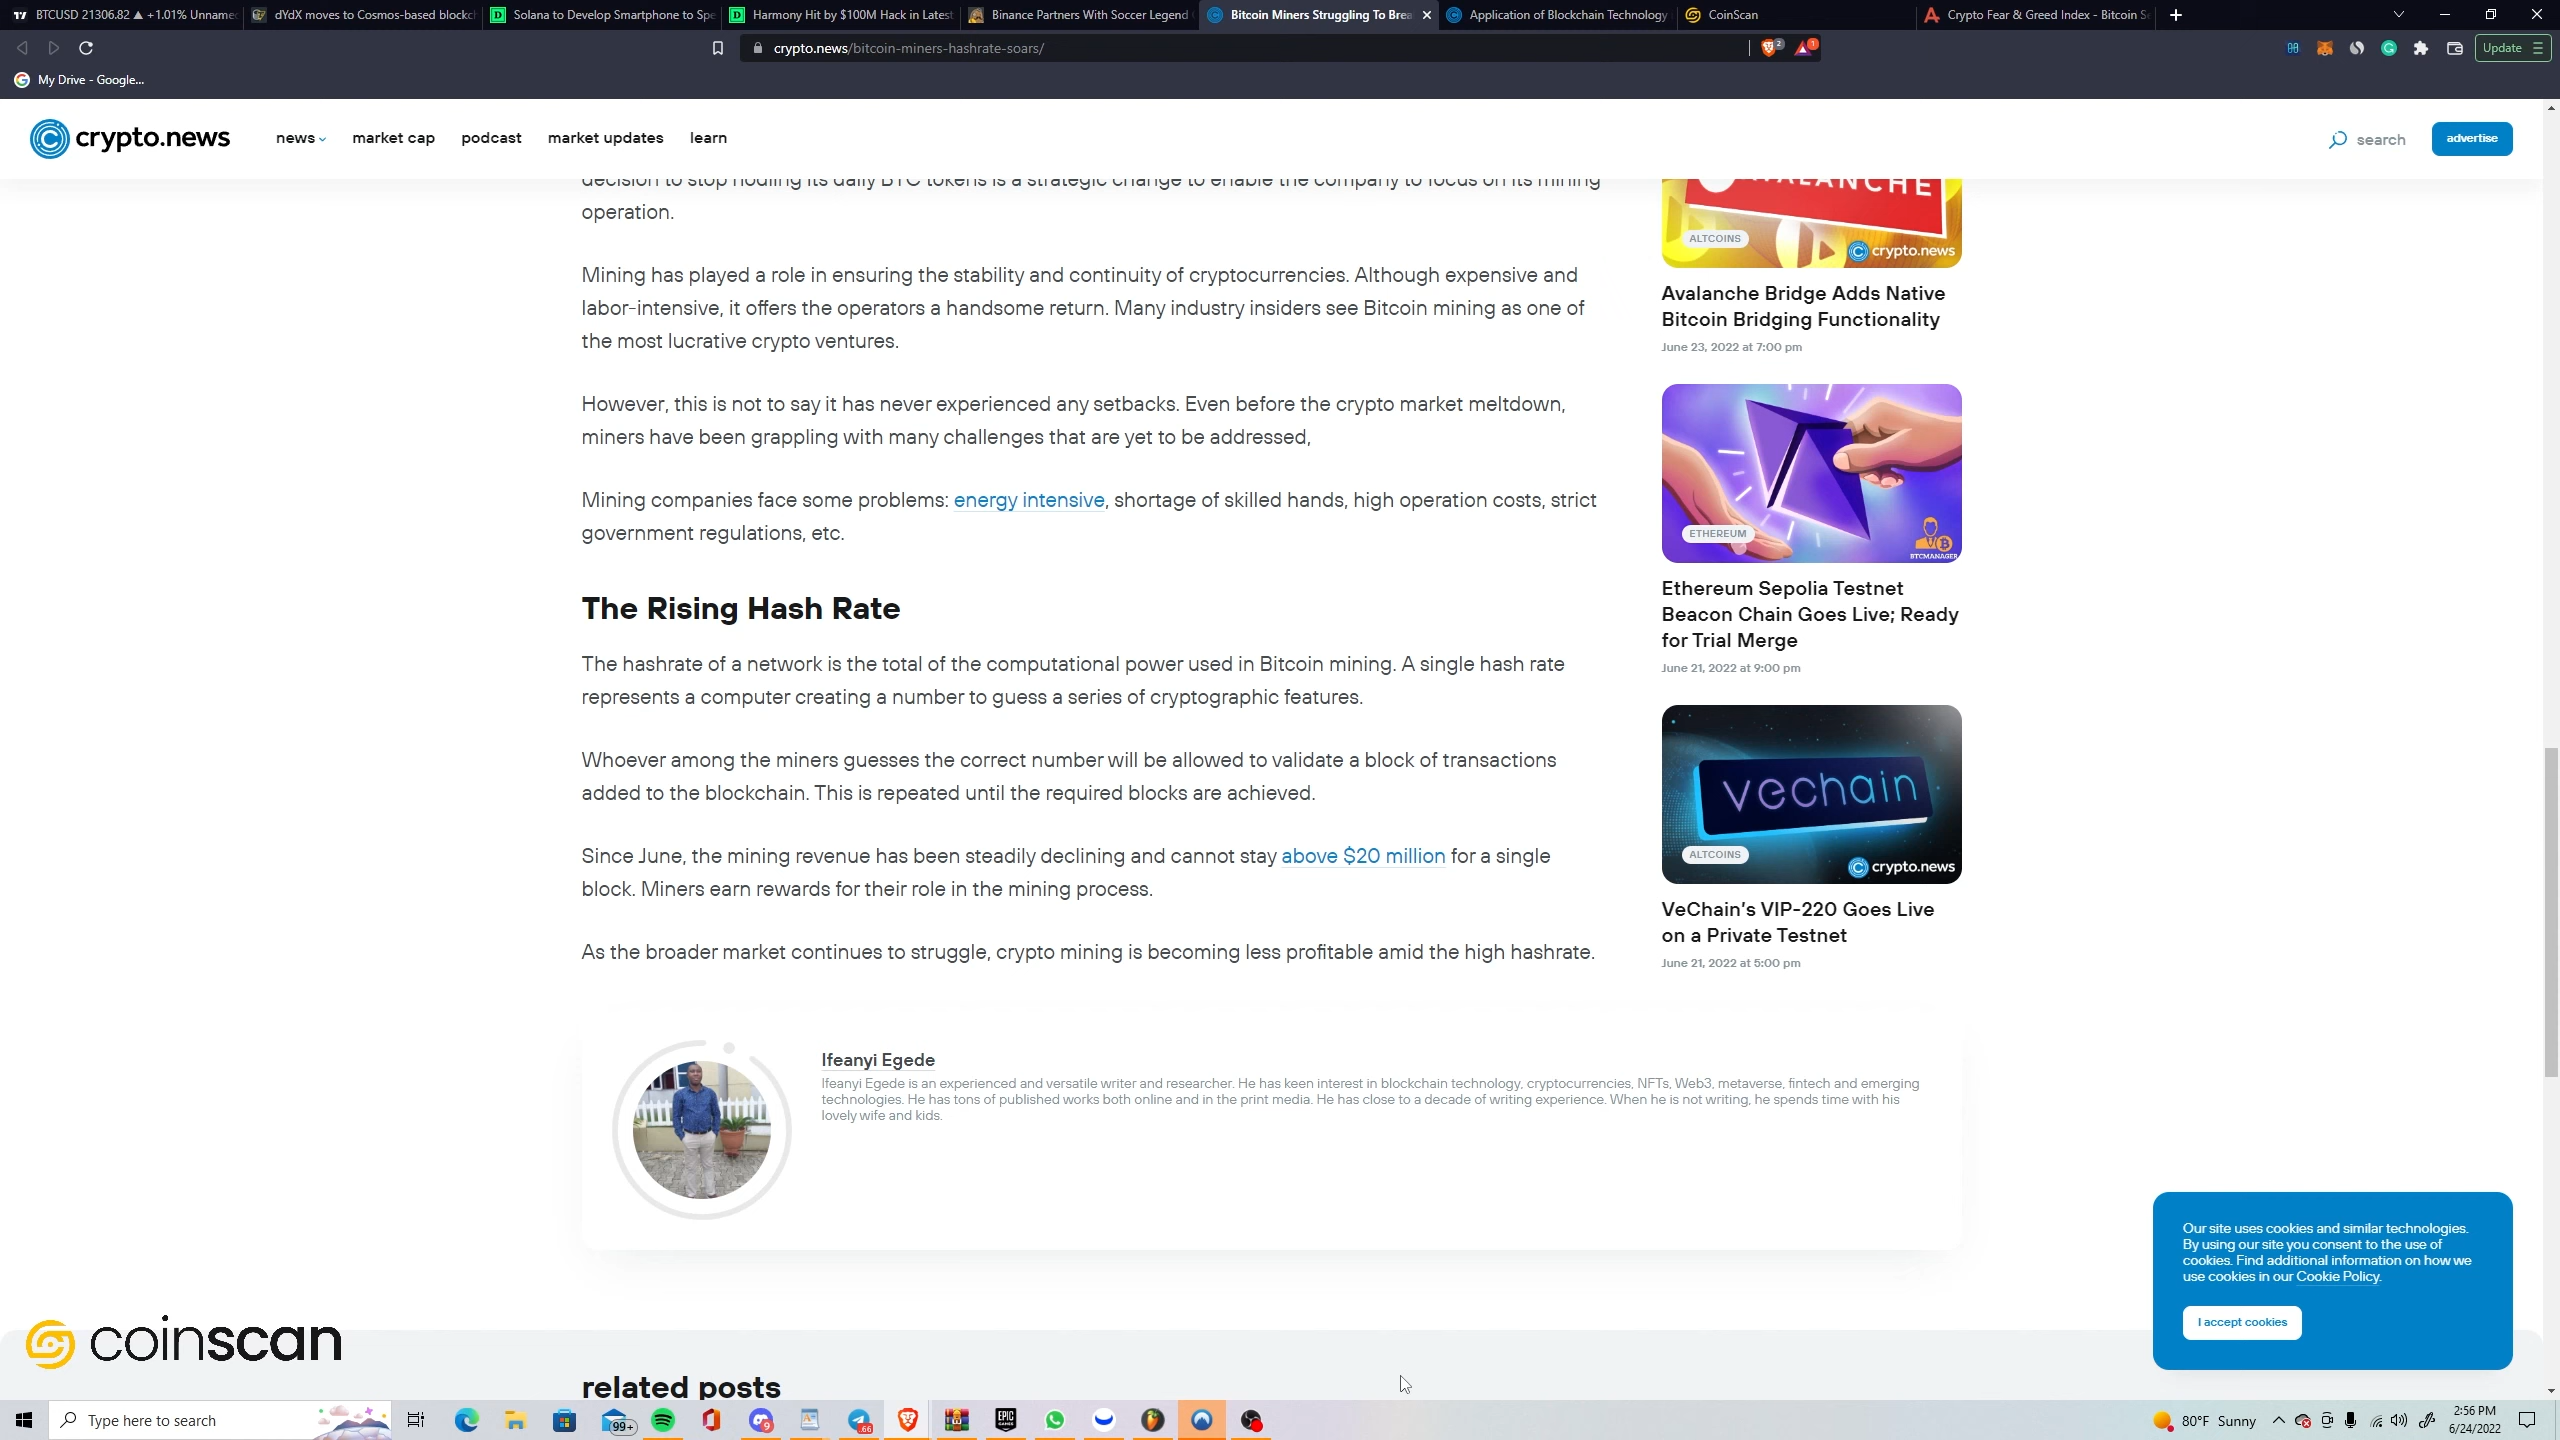 BTCUSD 21306.82 ▲ +1.01% Unname
dYdX moves to Cosmos-based blockc
Solana to Develop Smartphone to Spe
Harmony Hit by $100M Hack in Latest
Binance Partners With Soccer Legend
Bitcoin Miners Struggling To Brea
Application of Blockchain Technology
CoinScan
Crypto Fear & Greed Index - Bitcoin Se
crypto.news/bitcoin-miners-hashrate-soars/
2
1
Update
My Drive - Google...
crypto.news
news
market cap
podcast
market updates
learn
search
advertise
decision to stop hodling its daily BTC tokens is a strategic change to enable the company to focus on its mining
operation.
Mining has played a role in ensuring the stability and continuity of cryptocurrencies. Although expensive and
labor-intensive, it offers the operators a handsome return. Many industry insiders see Bitcoin mining as one of
the most lucrative crypto ventures.
However, this is not to say it has never experienced any setbacks. Even before the crypto market meltdown,
miners have been grappling with many challenges that are yet to be addressed,
Mining companies face some problems: energy intensive, shortage of skilled hands, high operation costs, strict
government regulations, etc.
The Rising Hash Rate
The hashrate of a network is the total of the computational power used in Bitcoin mining. A single hash rate
represents a computer creating a number to guess a series of cryptographic features.
Whoever among the miners guesses the correct number will be allowed to validate a block of transactions
added to the blockchain. This is repeated until the required blocks are achieved.
Since June, the mining revenue has been steadily declining and cannot stay above $20 million for a single
block. Miners earn rewards for their role in the mining process.
As the broader market continues to struggle, crypto mining is becoming less profitable amid the high hashrate.
ALTCOINS
crypto.news
Avalanche Bridge Adds Native
Bitcoin Bridging Functionality
June 23, 2022 at 7:00 pm
ETHEREUM
BTCMANAGER
Ethereum Sepolia Testnet
Beacon Chain Goes Live; Ready
for Trial Merge
June 21, 2022 at 9:00 pm
vechain
ALTCOINS
crypto.news
VeChain's VIP-220 Goes Live
on a Private Testnet
June 21, 2022 at 5:00 pm
Ifeanyi Egede
Ifeanyi Egede is an experienced and versatile writer and researcher. He has keen interest in blockchain technology, cryptocurrencies, NFTs, Web3, metaverse, fintech and emerging
technologies. He has tons of published works both online and in the print media. He has close to a decade of writing experience. When he is not writing, he spends time with his
lovely wife and kids.
Our site uses cookies and similar technologies.
By using our site you consent to the use of
cookies. Find additional information on how we
use cookies in our Cookie Policy.
I accept cookies
coinscan
related posts
Type here to search
99+
9
66
EPIC
GAMES
80°F Sunny
2:56 PM
6/24/2022